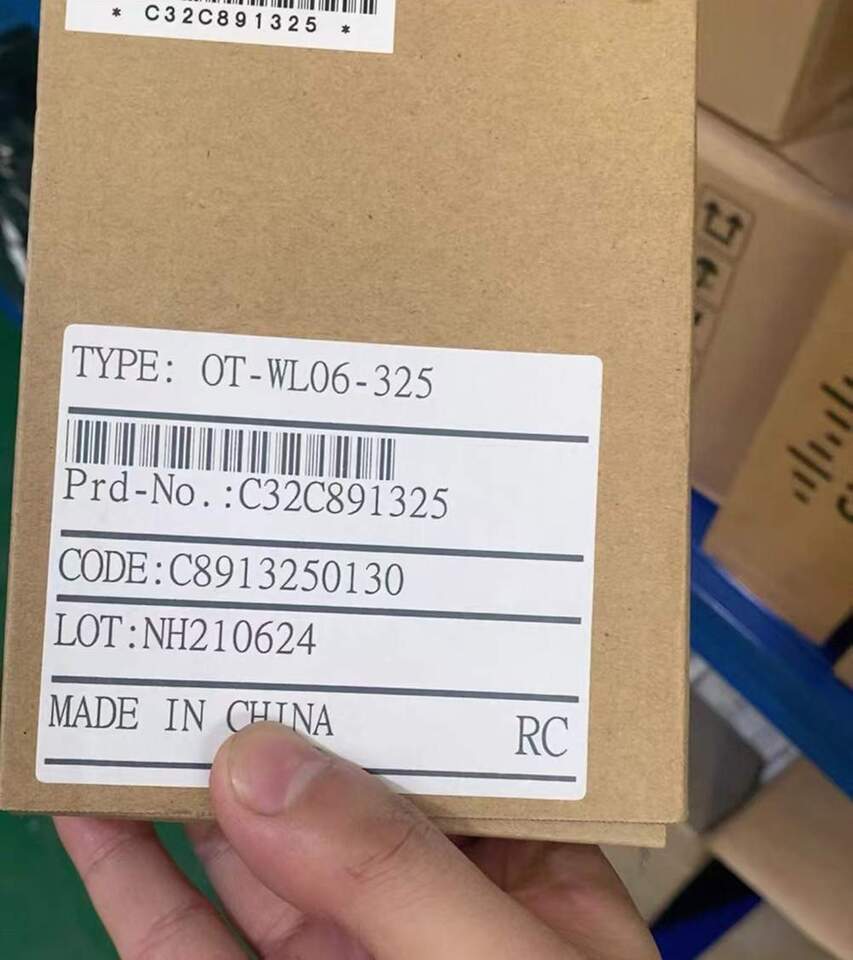 * C32C891325 *
TYPE: OT-WL06-325
Prd-No.:C32C891325
CODE:C8913250130
LOT:NH210624
MADE IN CHINA
RC